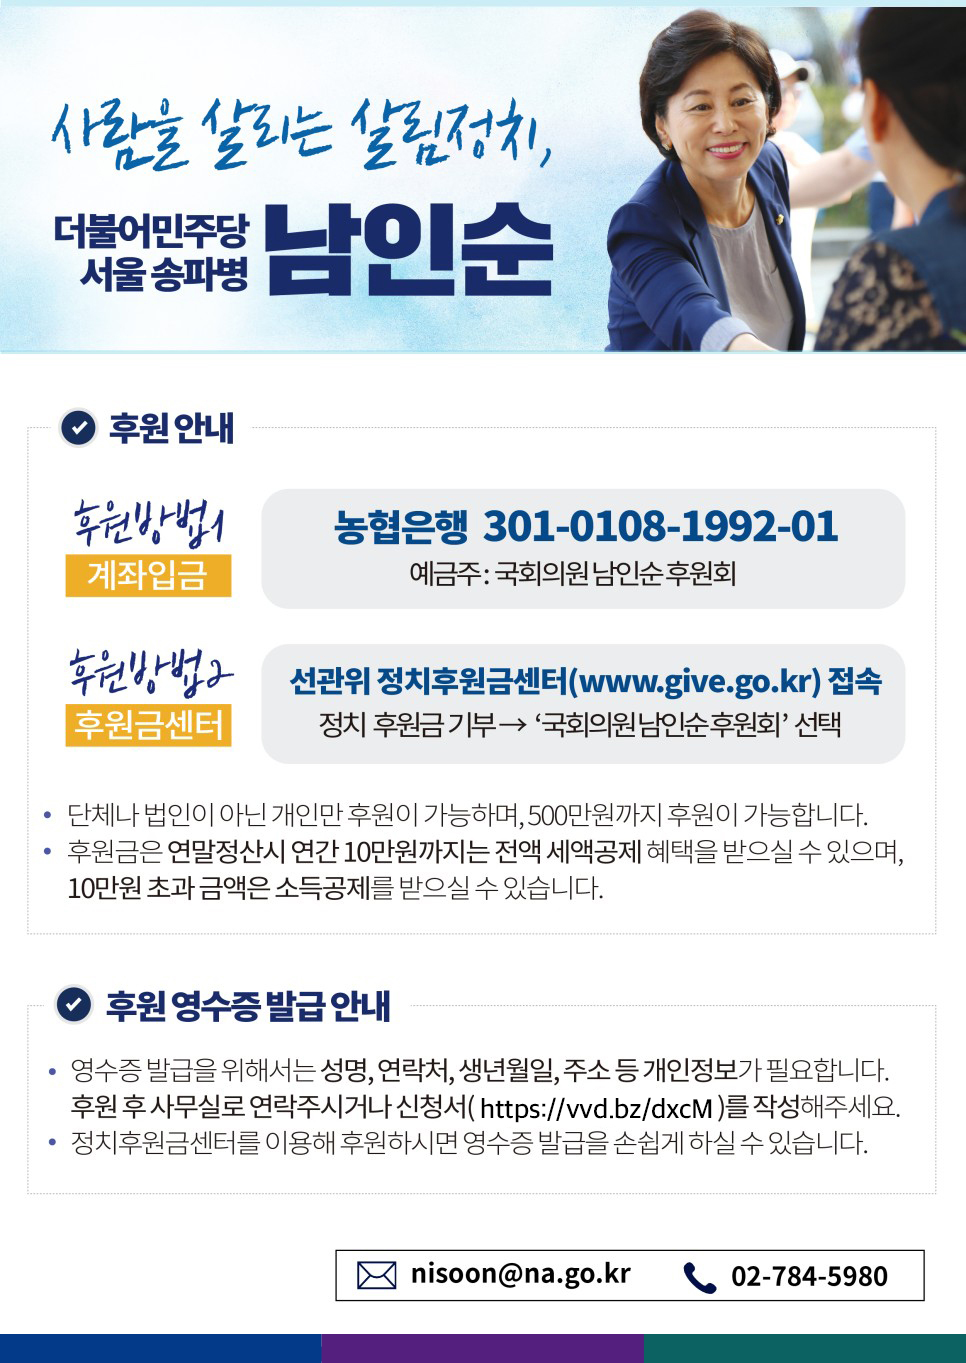 사람을 살리는 살림정치,
더불어민주당
서울 송파병
남인순
후원 안내
후원방법1
계좌입금
농협은행 301-0108-1992-01
예금주 : 국회의원 남인순 후원회
후원방법2
후원금센터
선관위 정치후원금센터(www.give.go.kr) 접속
정치 후원금 기부 → ‘국회의원 남인순 후원회’ 선택
• 단체나 법인이 아닌 개인만 후원이 가능하며, 500만원까지 후원이 가능합니다.
• 후원금은 연말정산시 연간 10만원까지는 전액 세액공제 혜택을 받으실 수 있으며,
10만원 초과 금액은 소득공제를 받으실 수 있습니다.
후원 영수증 발급 안내
• 영수증 발급을 위해서는 성명, 연락처, 생년월일, 주소 등 개인정보가 필요합니다.
후원 후 사무실로 연락주시거나 신청서( https://vvd.bz/dxcM )를 작성해주세요.
• 정치후원금센터를 이용해 후원하시면 영수증 발급을 손쉽게 하실 수 있습니다.
nisoon@na.go.kr
02-784-5980